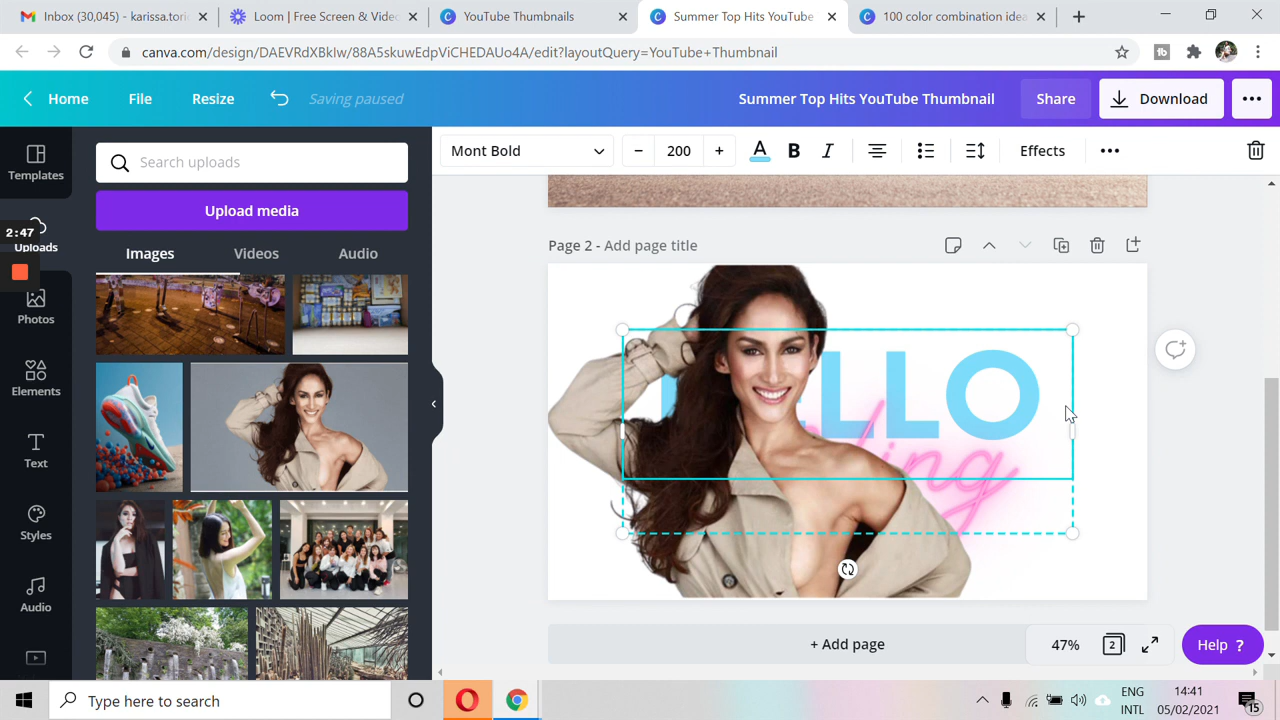 Inbox (30,045) - karissa.tori
Loom | Free Screen & Video
YouTube Thumbnails
Summer Top Hits YouTube
100 color combination idea
canva.com/design/DAEVRdXBkIw/88A5skuwEdpViCHEDAUo4A/edit?layoutQuery=YouTube+Thumbnail
Home
File
Resize
Saving paused
Summer Top Hits YouTube Thumbnail
Share
Download
Templates
Search uploads
Mont Bold
200
Effects
Upload media
2:47
Uploads
Images
Videos
Audio
Page 2 - Add page title
Photos
Elements
Text
Styles
Audio
+ Add page
47%
2
Help ?
Type here to search
ENG
INTL
14:41
05/02/2021
15